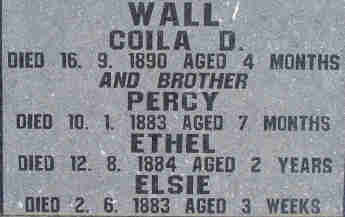 WALL
COILA D.
DIED 16. 9. 1890 AGED 4 MONTHS
AND BROTHER
PERCY
DIED 10. 1. 1883 AGED 7 MONTHS
ETHEL
DIED 12. 8. 1884 AGED 2 YEARS
ELSIE
DIED 2. 6. 1883 AGED 3 WEEKS